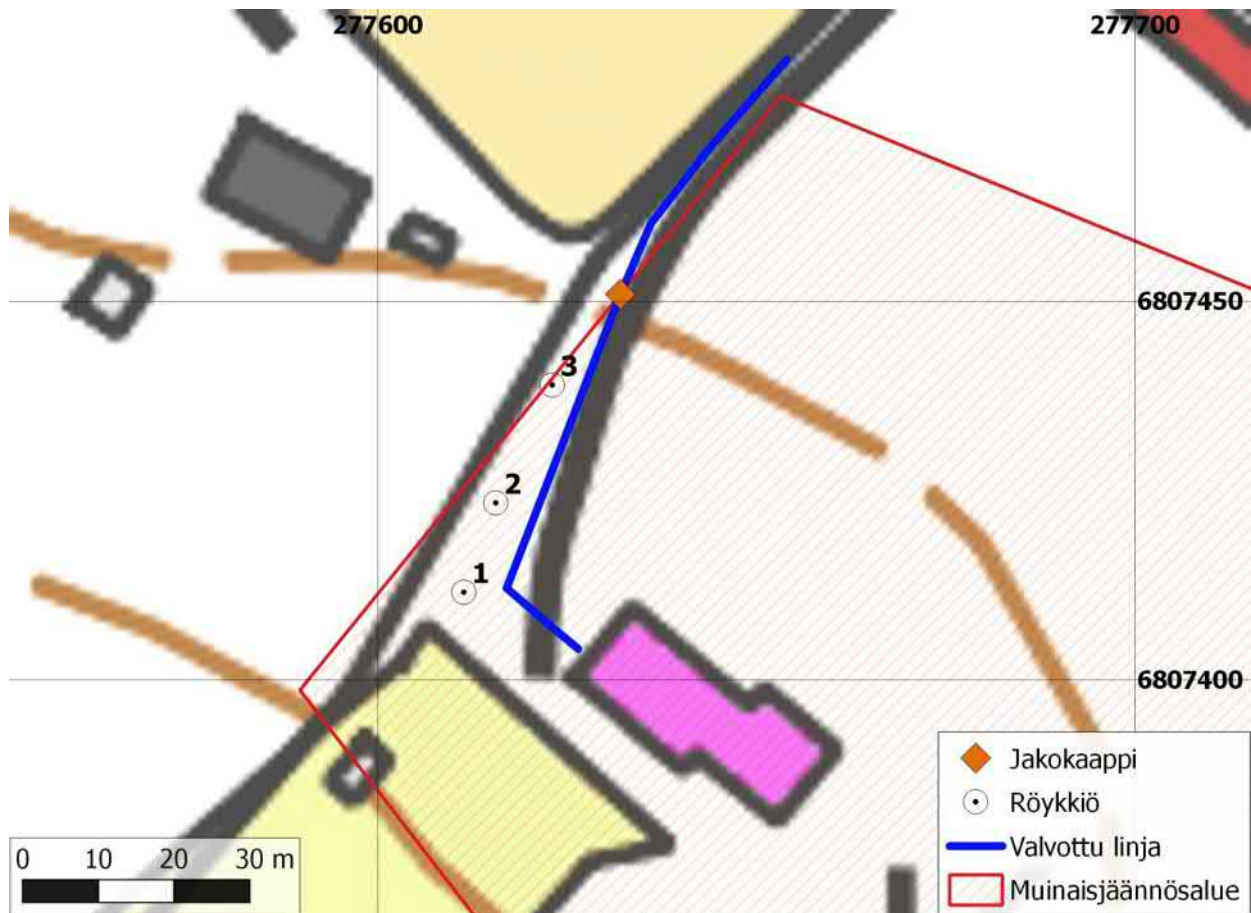 277600
277700
6807450
3
2
1
6807400
Jakokaappi
Röykkiö
Valvottu linja
Muinaisjäännösalue
0 10 20 30 m